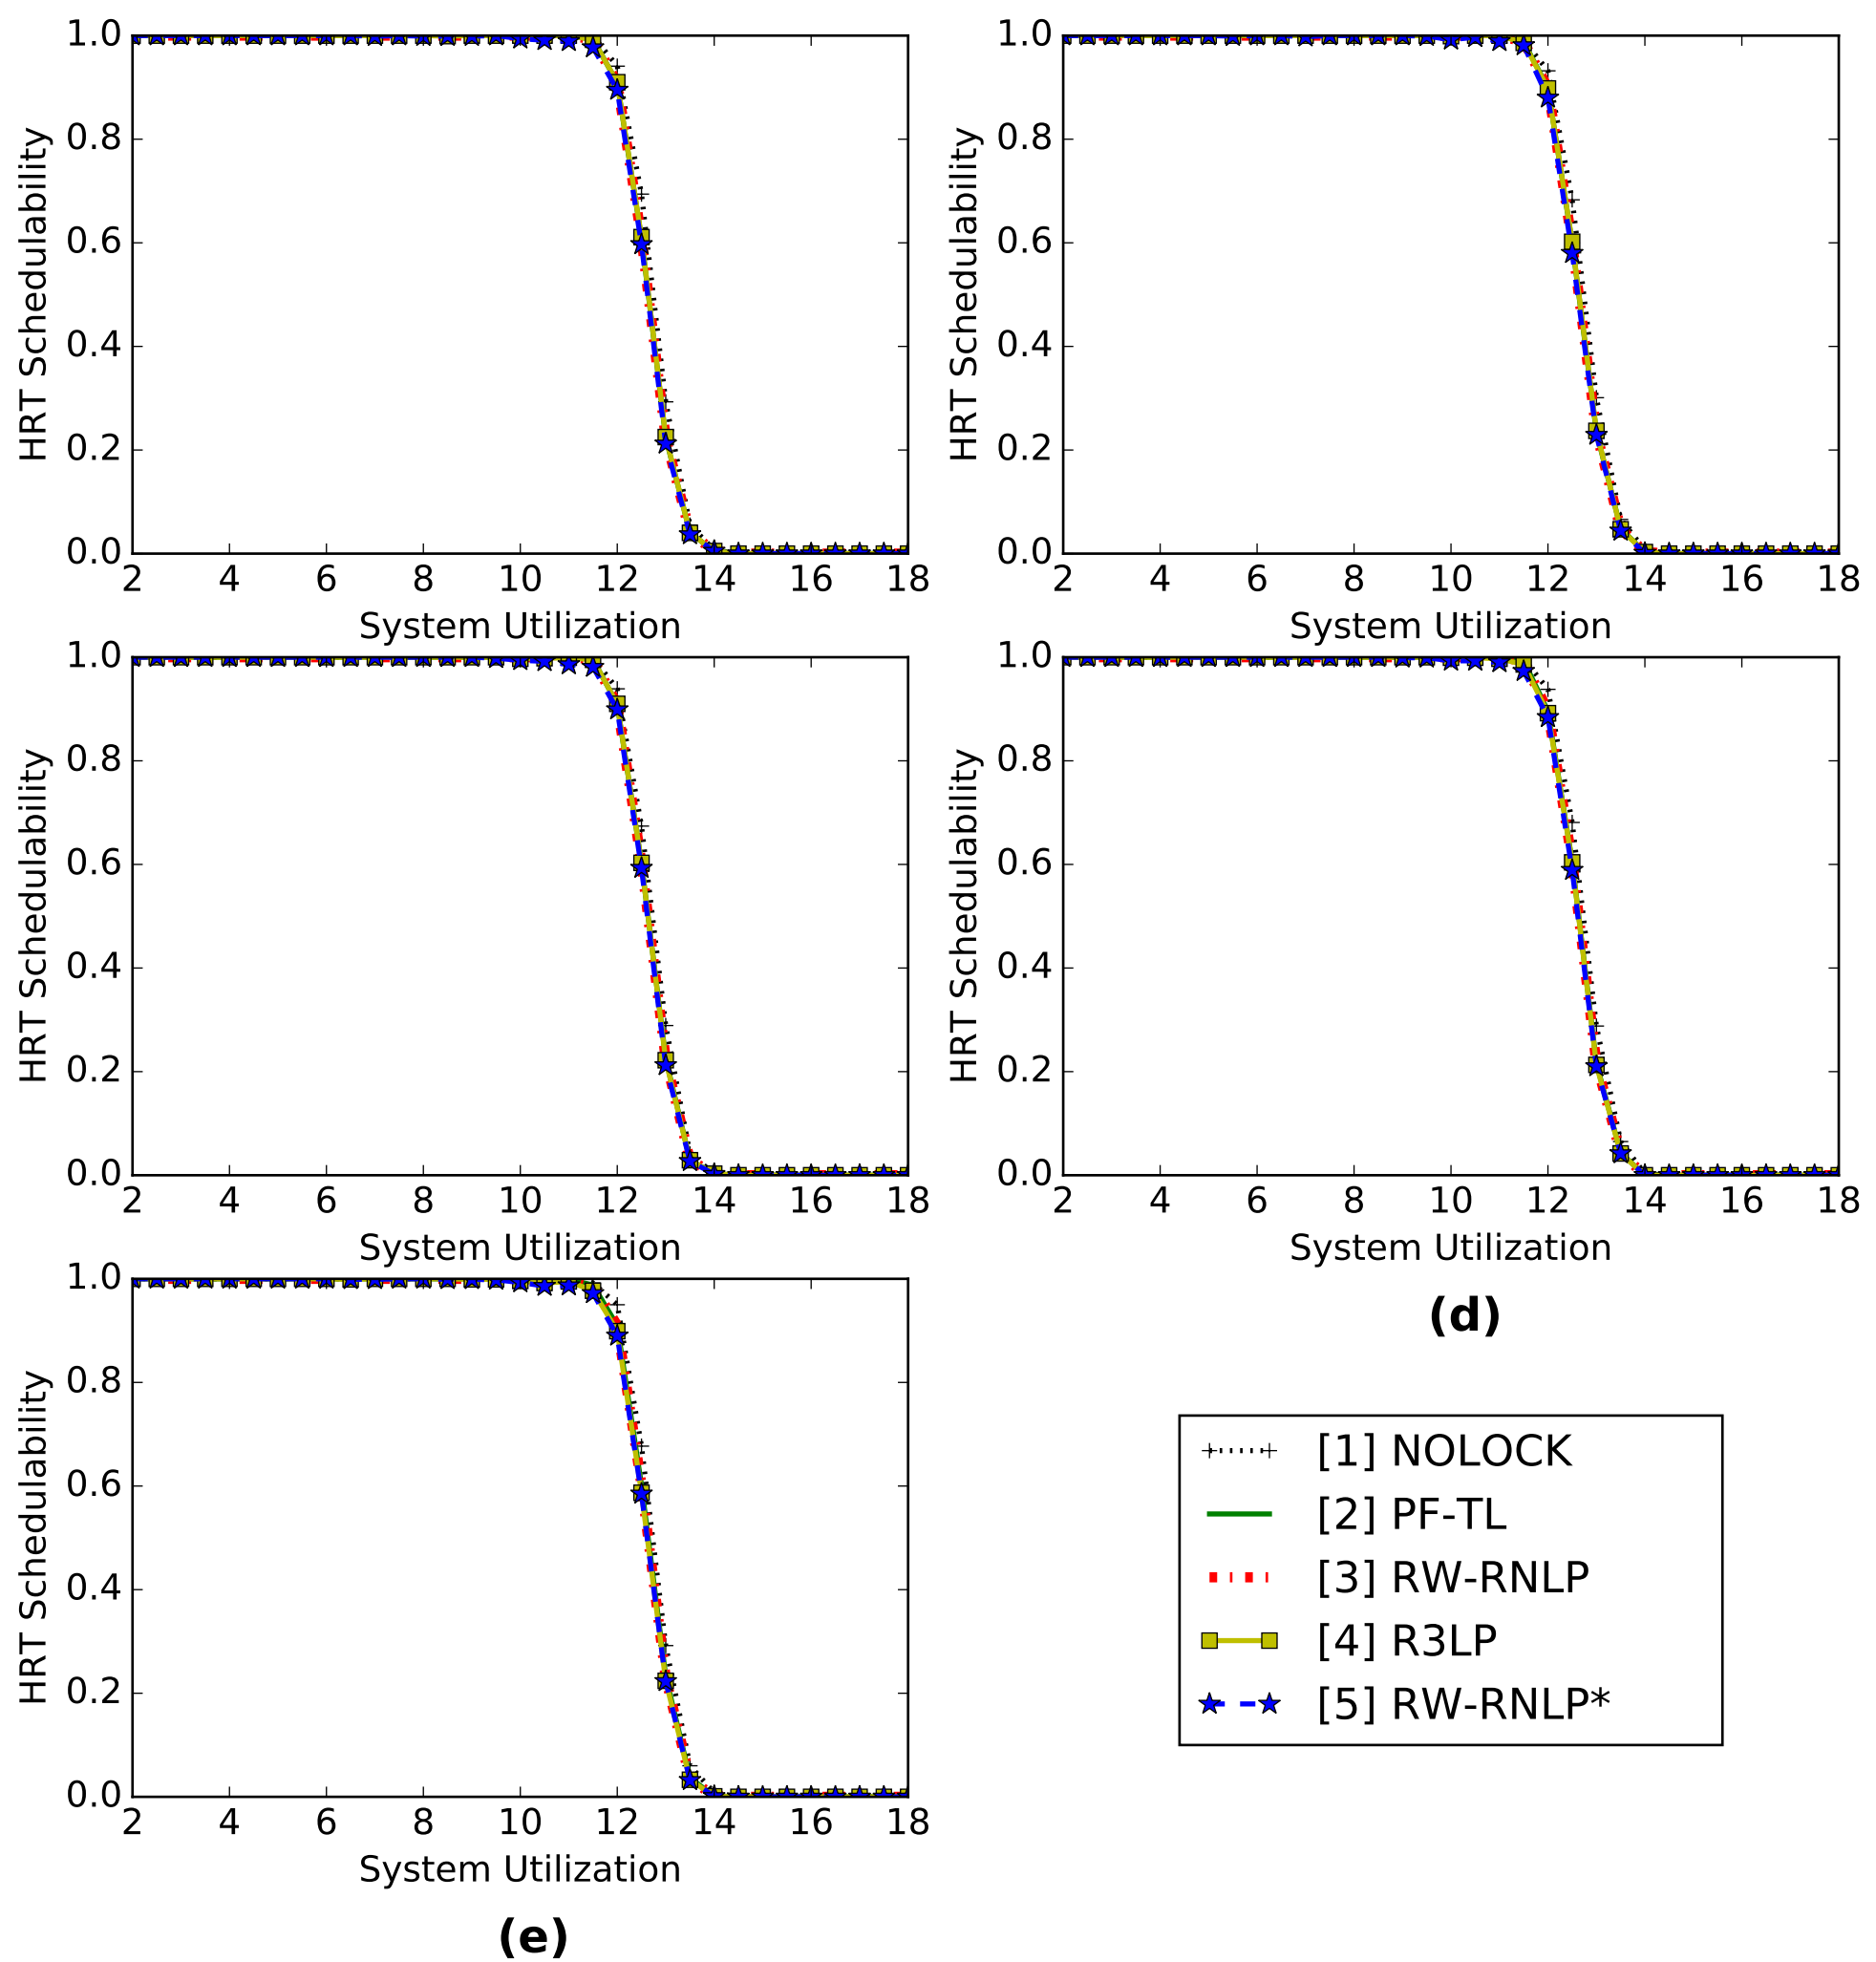 1.0
0.8
0.6
0.4
0.2
0.0
HRT Schedulability
2 4 6 8 10 12 14 16 18
System Utilization
1.0
0.8
0.6
0.4
0.2
0.0
HRT Schedulability
2 4 6 8 10 12 14 16 18
System Utilization
1.0
0.8
0.6
0.4
0.2
0.0
HRT Schedulability
2 4 6 8 10 12 14 16 18
System Utilization
1.0
0.8
0.6
0.4
0.2
0.0
HRT Schedulability
2 4 6 8 10 12 14 16 18
System Utilization
(d)
1.0
0.8
0.6
0.4
0.2
0.0
HRT Schedulability
2 4 6 8 10 12 14 16 18
System Utilization
(e)
[1] NOLOCK
[2] PF-TL
[3] RW-RNLP
[4] R3LP
[5] RW-RNLP*